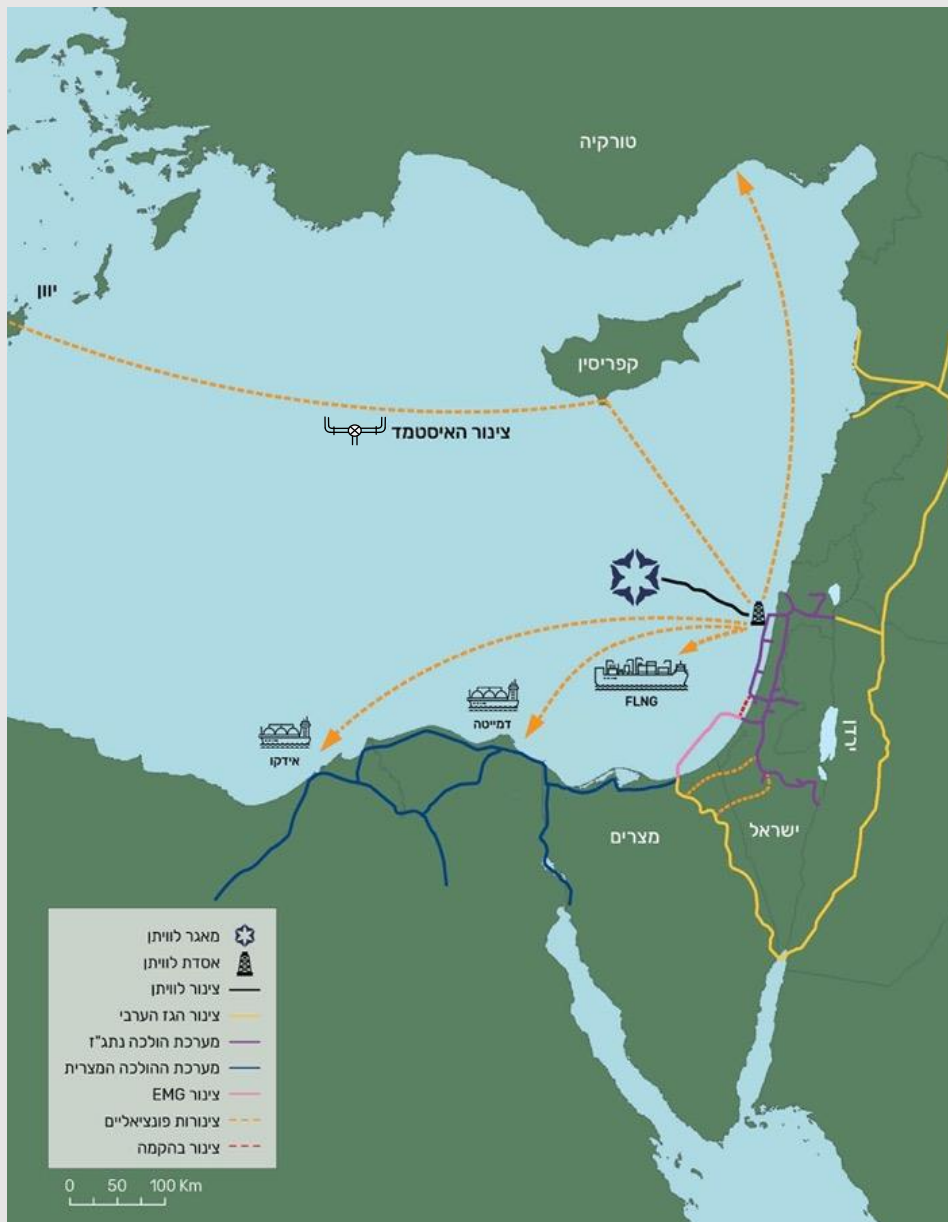 טורקיה
יוון
קפריסין
צינור האיסטמד
FLNG
דמייטה
אידקו
ירדן
ישראל
מצרים
מאגר לוויתן
אסדת לוויתן
צינור לוויתן
צינור הגז הערבי
מערכת הולכה נתג"ז
מערכת ההולכה המצרית
צינור EMG
צינורות פונציאליים
צינור בהקמה
0 50 100 Km